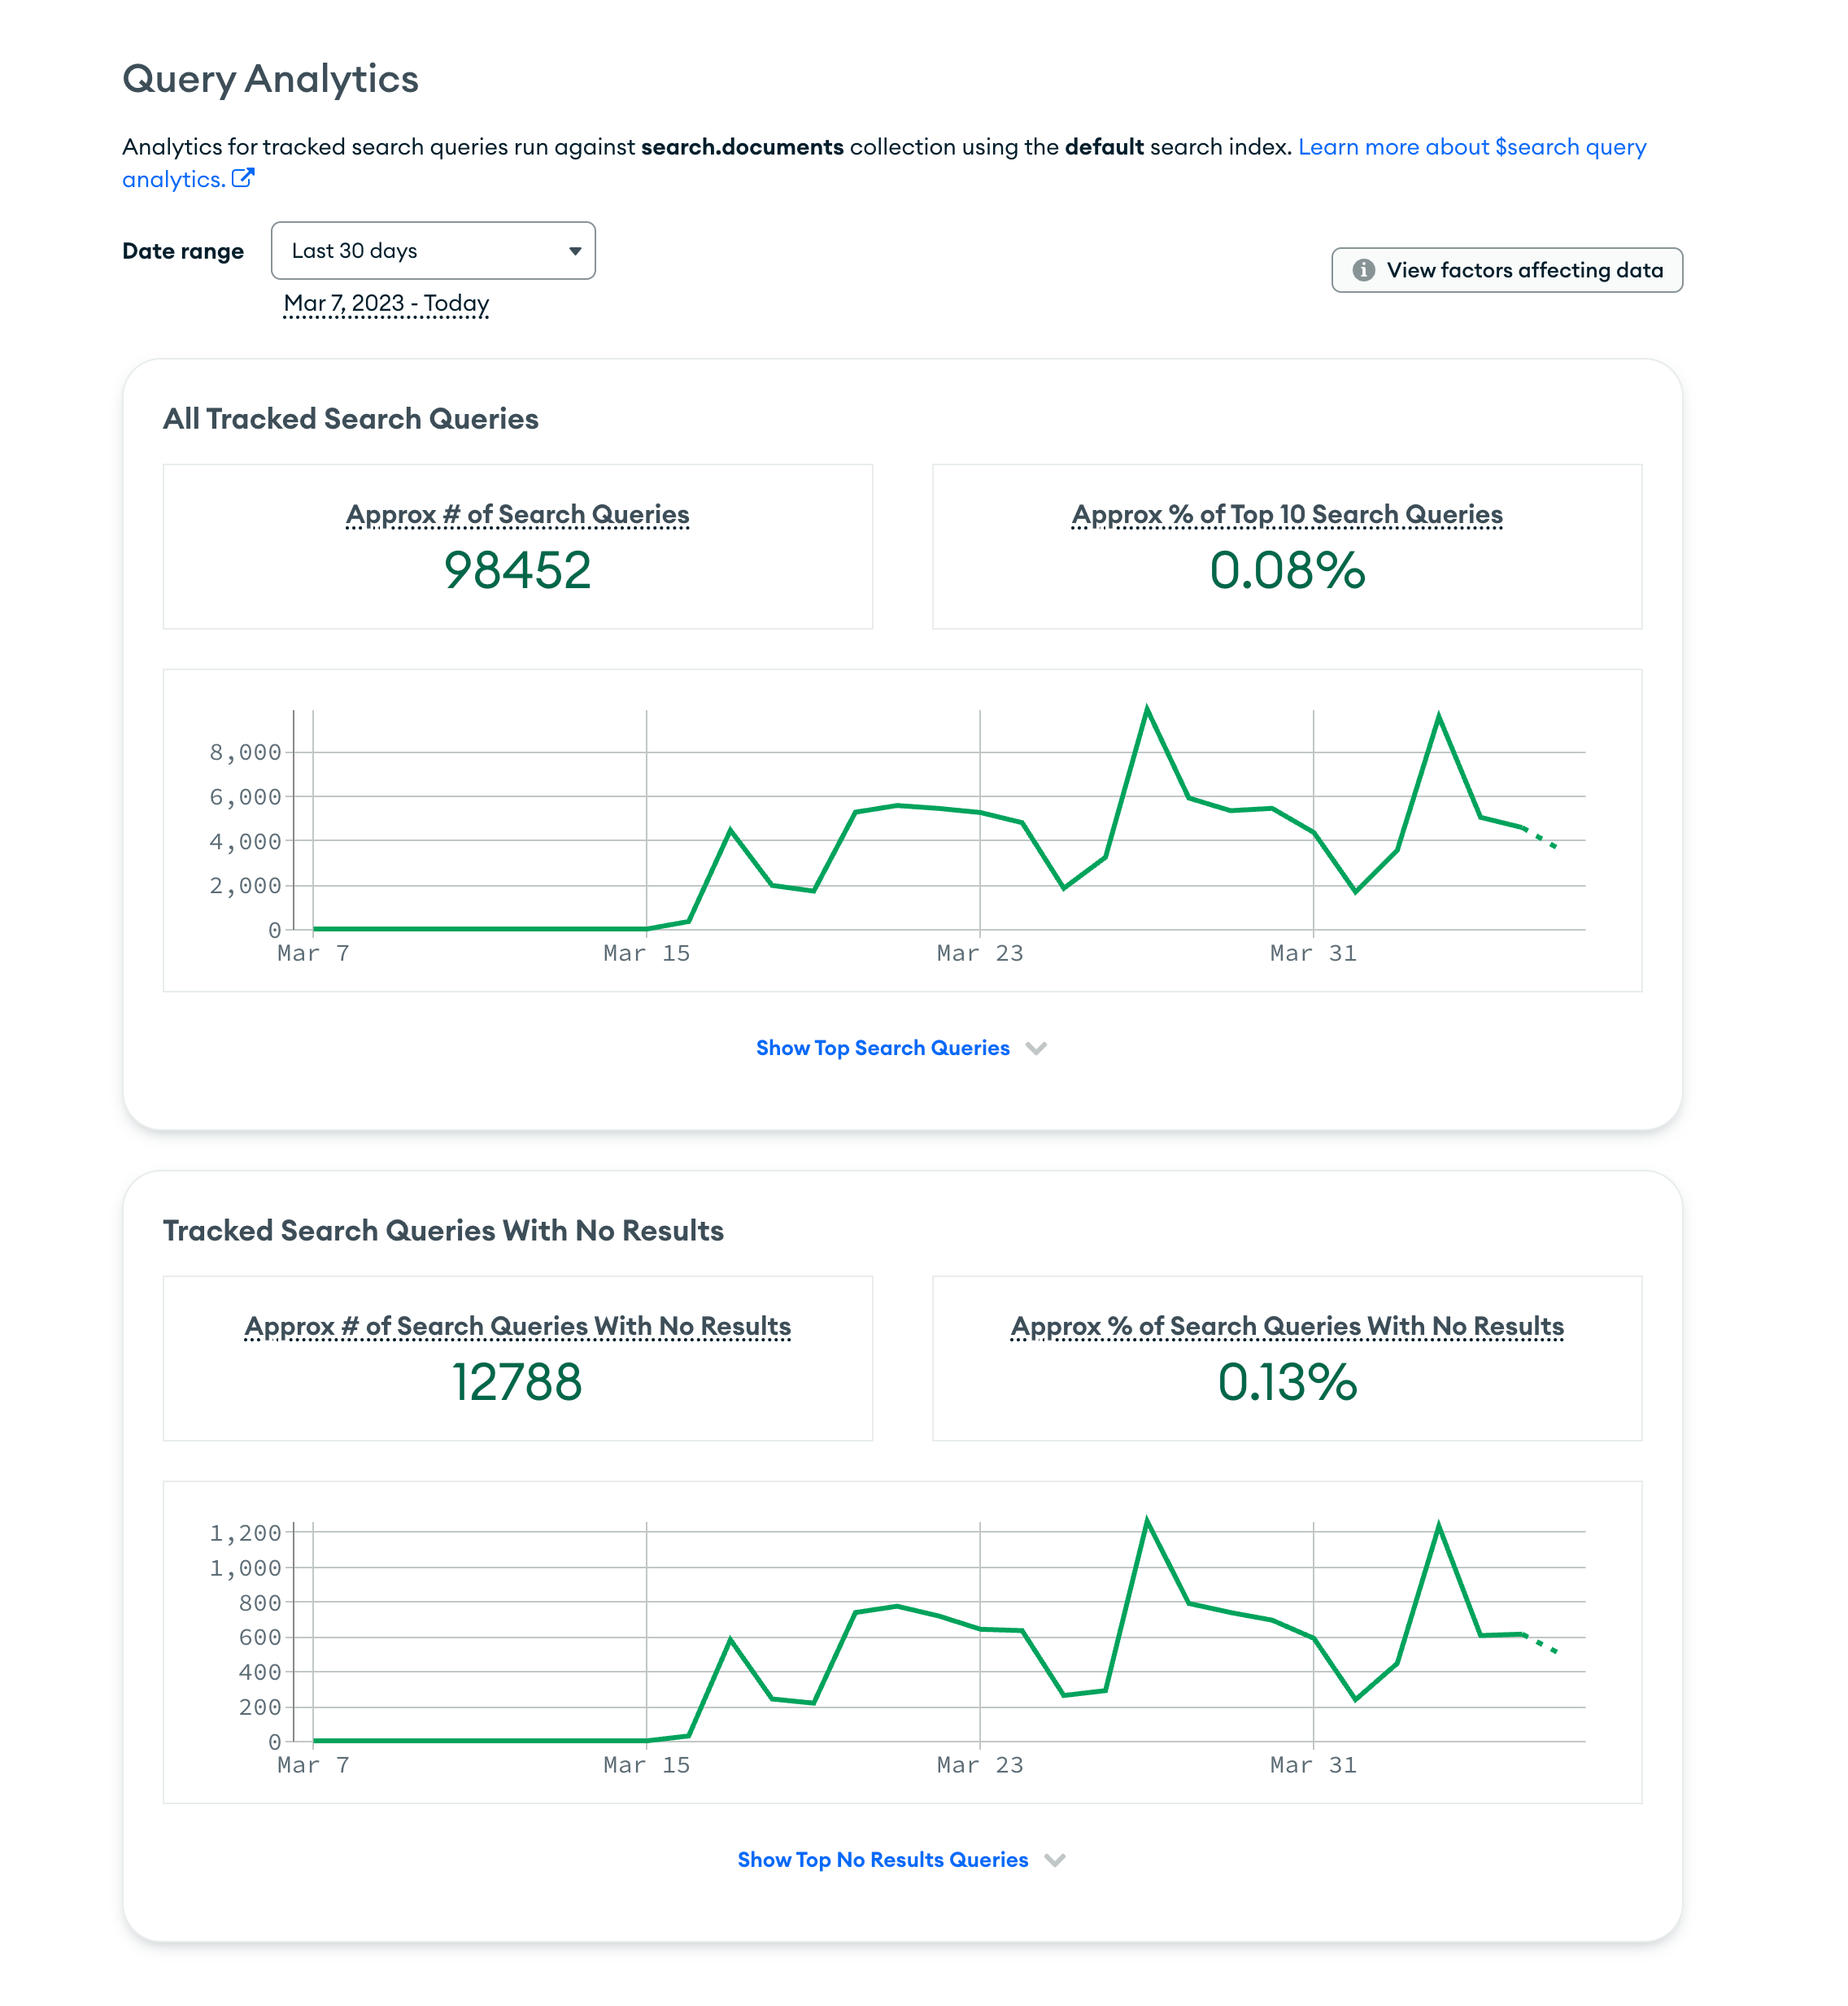 Query Analytics
Analytics for tracked search queries run against search.documents collection using the default search index. Learn more about $search query
analytics.
Date range
Last 30 days
Mar 7, 2023 - Today
View factors affecting data
All Tracked Search Queries
Approx # of Search Queries
98452
Approx % of Top 10 Search Queries
0.08%
8,000
6,000
4,000
2,000
0
Mar 7 Mar 15 Mar 23 Mar 31
Show Top Search Queries
Tracked Search Queries With No Results
Approx # of Search Queries With No Results
12788
Approx % of Search Queries With No Results
0.13%
1,200
1,000
800
600
400
200
0
Mar 7 Mar 15 Mar 23 Mar 31
Show Top No Results Queries